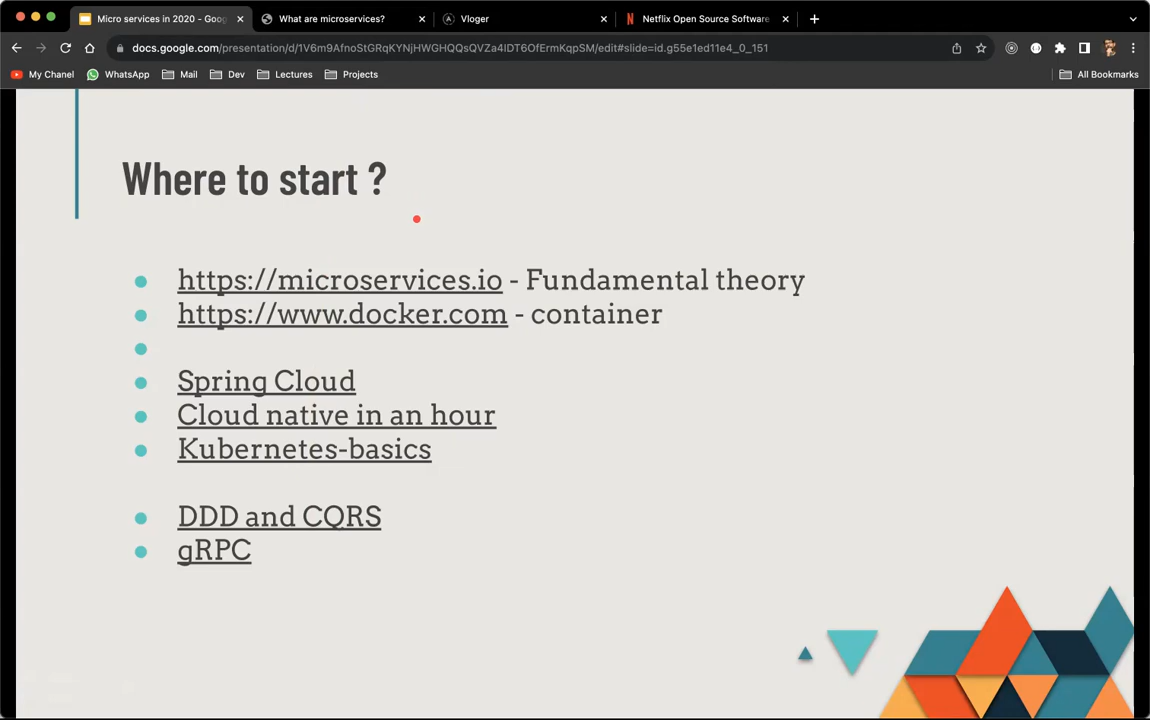 Micro services in 2020 - Goog
What are microservices?
Vloger
Netflix Open Source Software
docs.google.com/presentation/d/1V6m9AfnoStGRqKYNjHWGHQQsQVZa4IDT6OfErmKqpSM/edit#slide=id.g55e1ed11e4_0_151
My Chanel
WhatsApp
Mail
Dev
Lectures
Projects
All Bookmarks
Where to start ?
https://microservices.io - Fundamental theory
https://www.docker.com - container
Spring Cloud
Cloud native in an hour
Kubernetes-basics
DDD and CQRS
gRPC